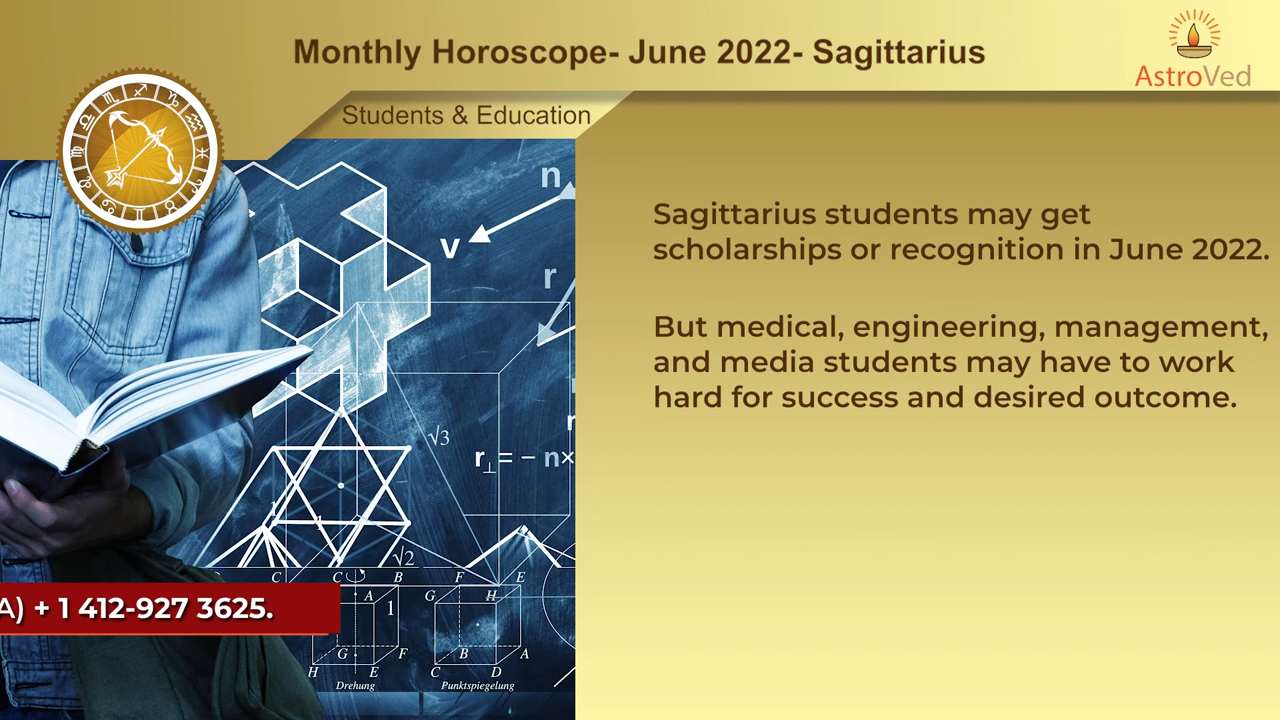 Monthly Horoscope- June 2022- Sagittarius
AstroVed
Students & Education
Sagittarius students may get
scholarships or recognition in June 2022.
But medical, engineering, management,
and media students may have to work
hard for success and desired outcome.
n
v
r
√3
r⊥= − n×
1
√2
C C B F E
A 1 G H
G F B A
H E C D
Drehung Punktspiegelung
A) + 1 412-927 3625.